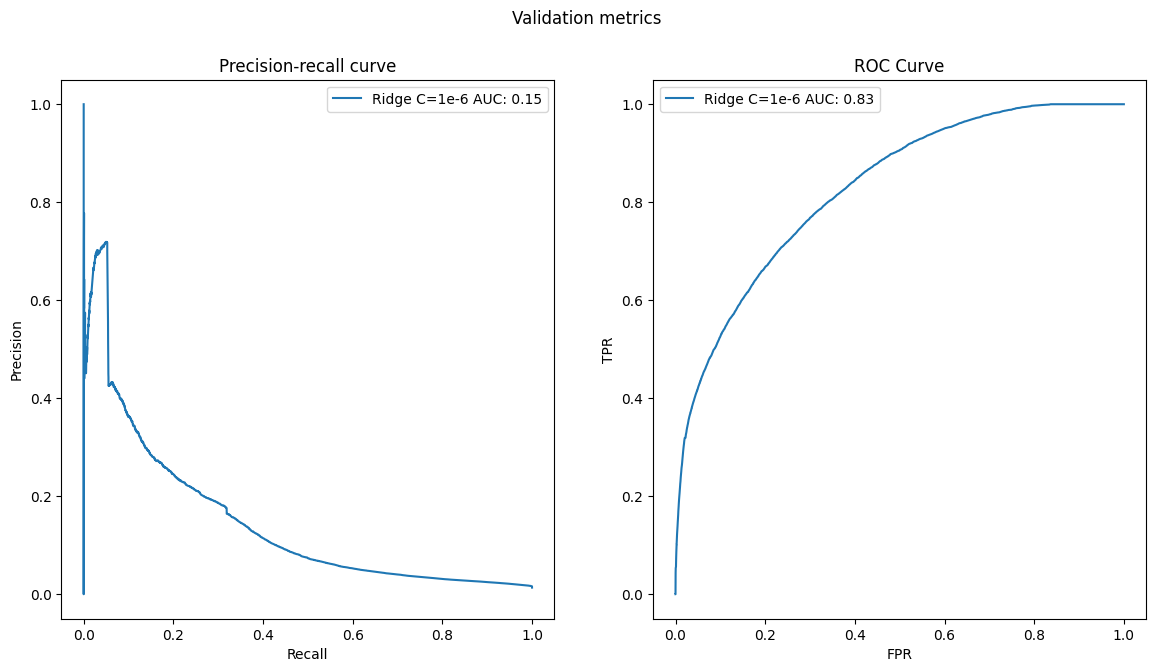 Validation metrics
Precision-recall curve
Ridge C=1e-6 AUC: 0.15
1.0
0.8
0.6
0.4
0.2
0.0
Precision
0.0 0.2 0.4 0.6 0.8 1.0
Recall
ROC Curve
Ridge C=1e-6 AUC: 0.83
1.0
0.8
0.6
0.4
0.2
0.0
TPR
0.0 0.2 0.4 0.6 0.8 1.0
FPR